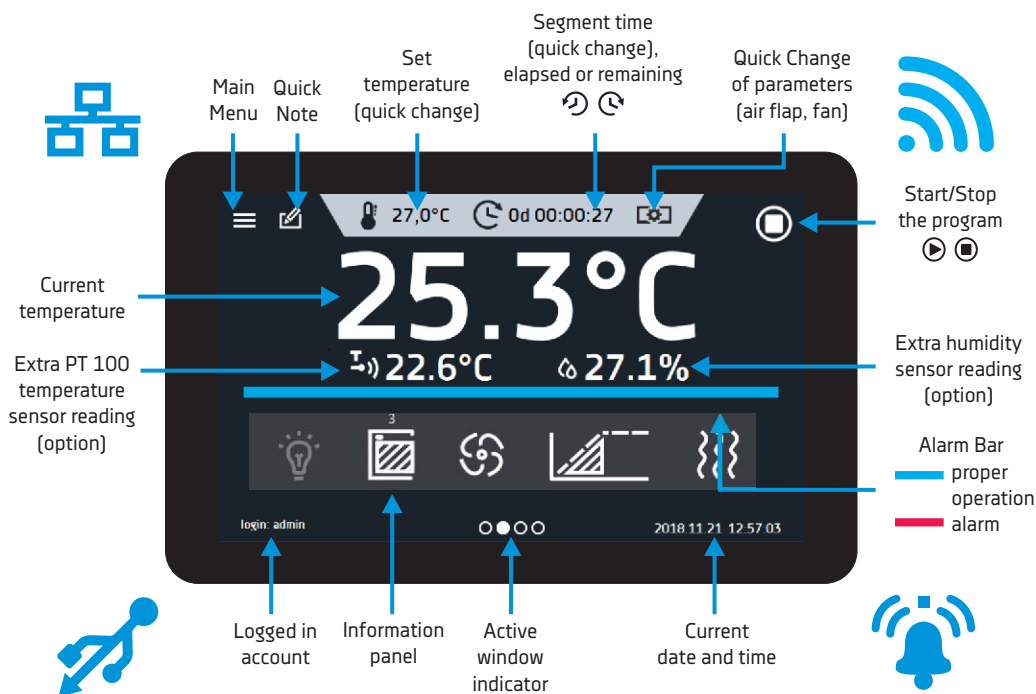 Segment time
(quick change),
elapsed or remaining
Set
temperature
(quick change)
Quick Change
of parameters
(air flap, fan)
Main
Menu
Quick
Note
27,0°C
0d 00:00:27
Start/Stop
the program
25.3°C
Current
temperature
22.6°C
27.1%
Extra PT 100
temperature
sensor reading
(option)
Extra humidity
sensor reading
(option)
3
Alarm Bar
proper
operation
alarm
login: admin
2018.11.21 12:57:03
Logged in
account
Information
panel
Active
window
indicator
Current
date and time